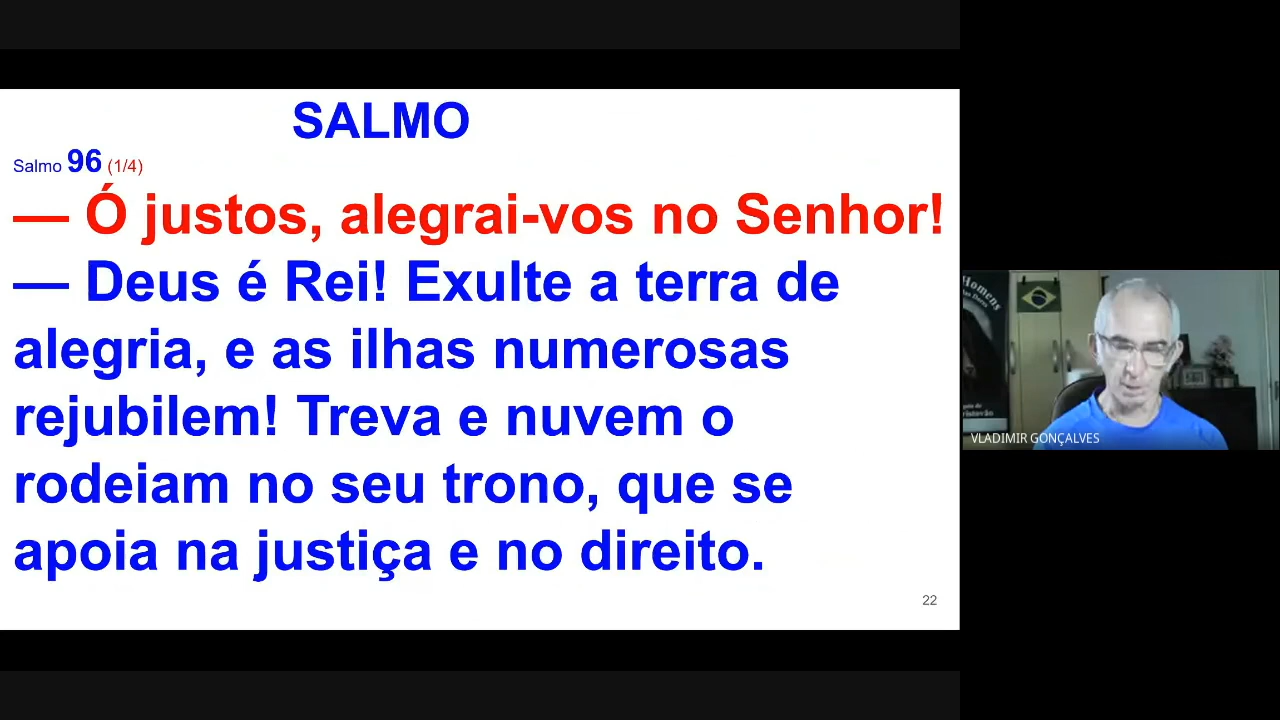 SALMO
Salmo 96 (1/4)
— Ó justos, alegrai-vos no Senhor!
— Deus é Rei! Exulte a terra de
alegria, e as ilhas numerosas
rejubilem! Treva e nuvem o
rodeiam no seu trono, que se
apoia na justiça e no direito.
22
Homens
VLADIMIR GONÇALVES